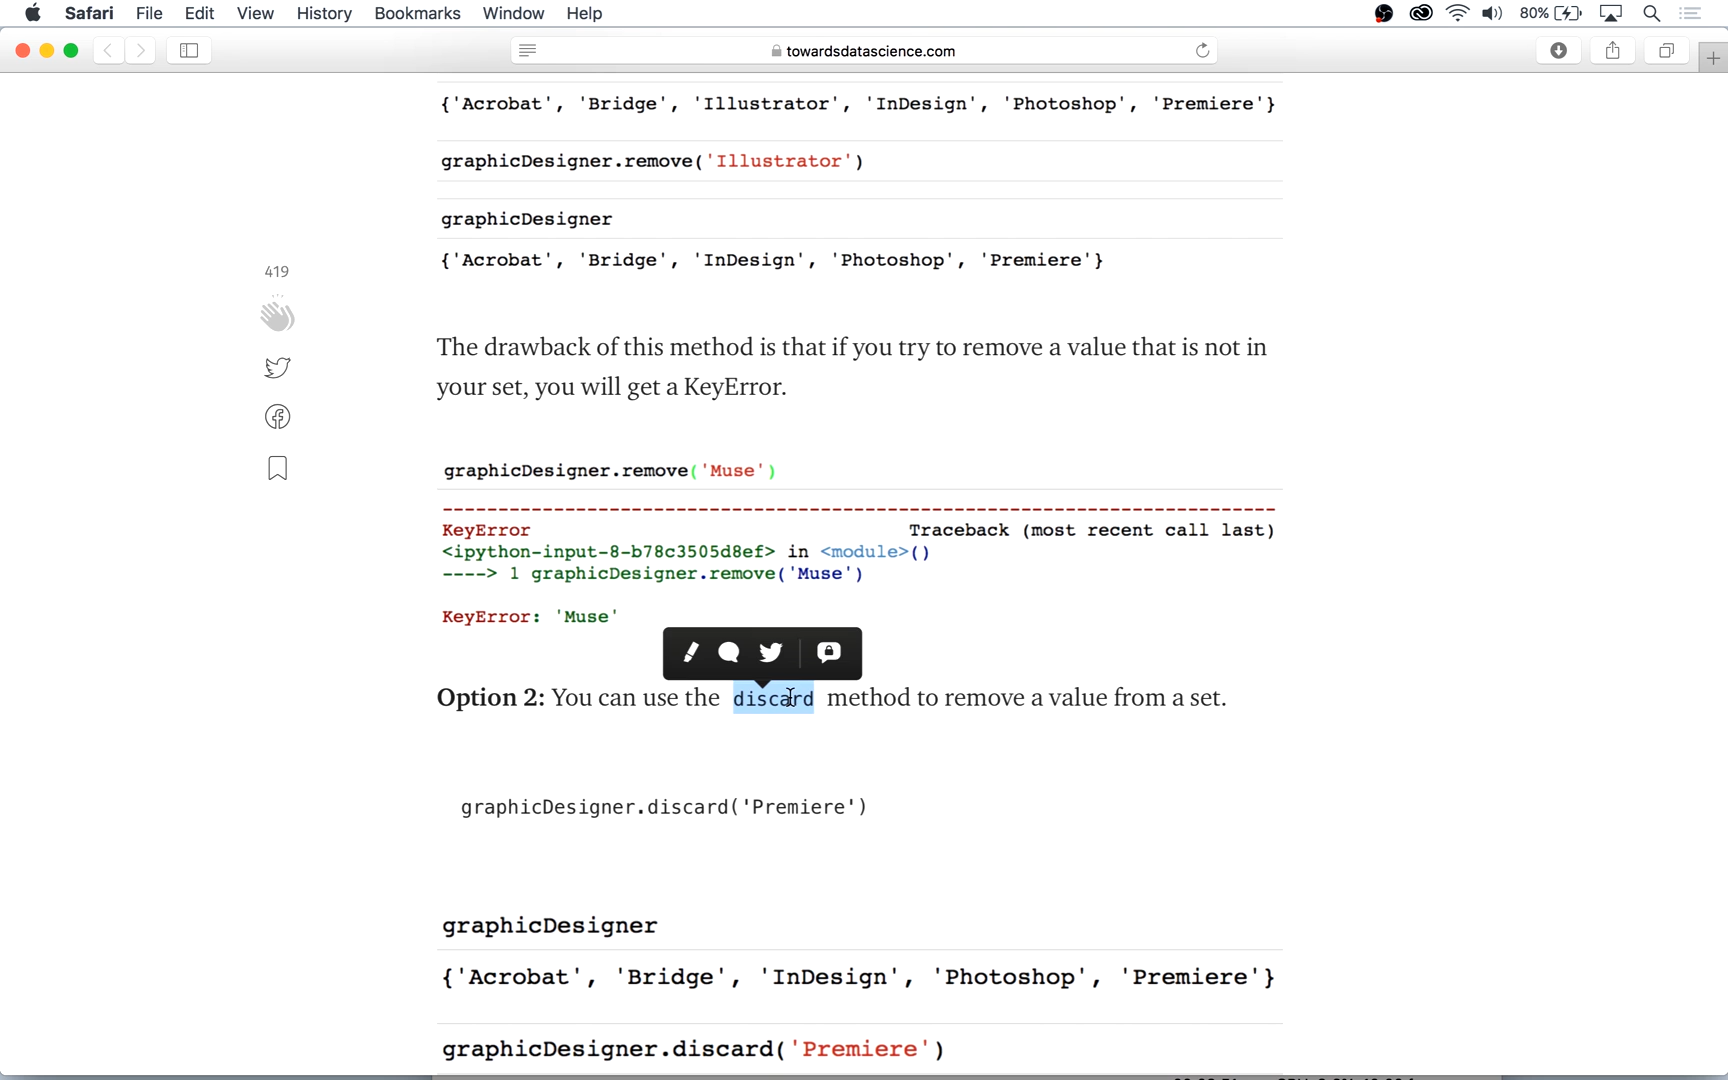 Safari File Edit View History Bookmarks Window Help 80%
towardsdatascience.com
{'Acrobat', 'Bridge', 'Illustrator', 'InDesign', 'Photoshop', 'Premiere'}
graphicDesigner.remove('Illustrator')
graphicDesigner
{'Acrobat', 'Bridge', 'InDesign', 'Photoshop', 'Premiere'}
419
The drawback of this method is that if you try to remove a value that is not in
your set, you will get a KeyError.
graphicDesigner.remove('Muse')
---------------------------------------------------------------------------
KeyError Traceback (most recent call last)
<ipython-input-8-b78c3505d8ef> in <module>()
----> 1 graphicDesigner.remove('Muse')
KeyError: 'Muse'
Option 2: You can use the discard method to remove a value from a set.
graphicDesigner.discard('Premiere')
graphicDesigner
{'Acrobat', 'Bridge', 'InDesign', 'Photoshop', 'Premiere'}
graphicDesigner.discard('Premiere')